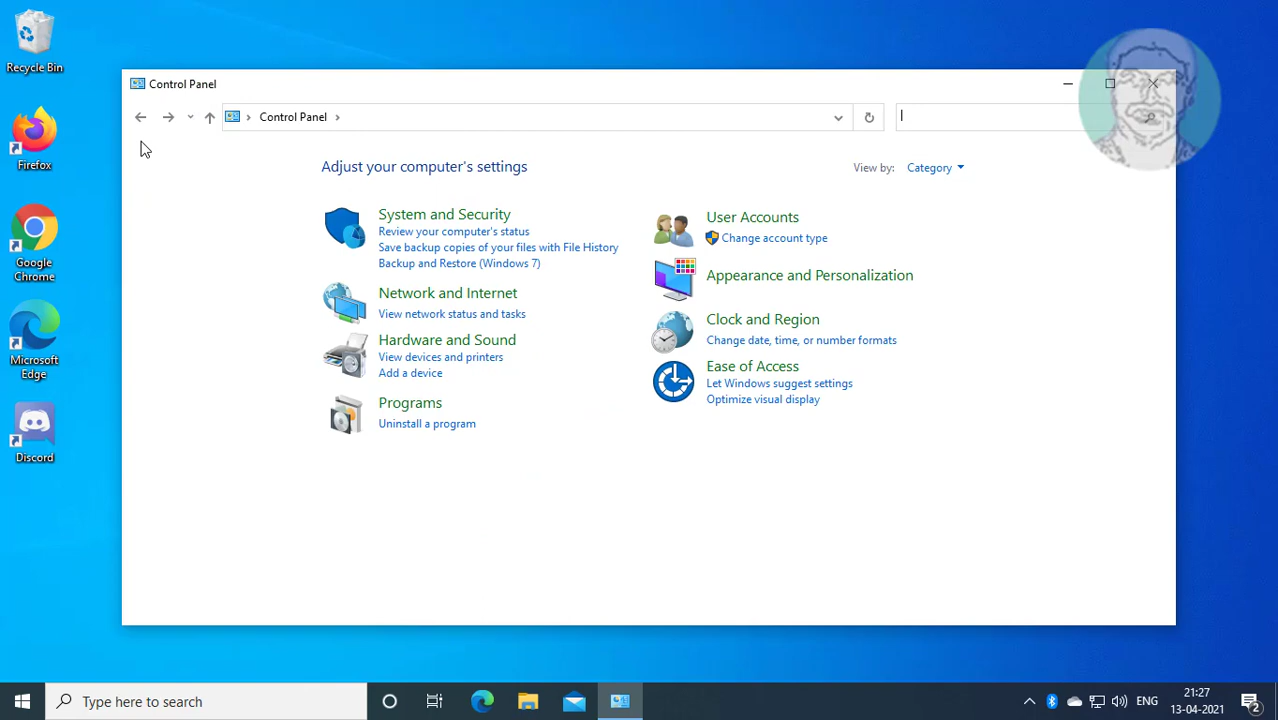 Recycle Bin
Firefox
Google
Chrome
Microsoft
Edge
Discord
Control Panel
Control Panel
Adjust your computer's settings
View by: Category
System and Security
Review your computer's status
Save backup copies of your files with File History
Backup and Restore (Windows 7)
Network and Internet
View network status and tasks
Hardware and Sound
View devices and printers
Add a device
Programs
Uninstall a program
User Accounts
Change account type
Appearance and Personalization
Clock and Region
Change date, time, or number formats
Ease of Access
Let Windows suggest settings
Optimize visual display
Type here to search
ENG
21:27
13-04-2021
2